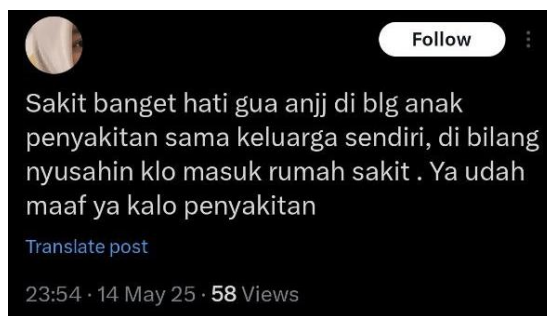 Follow
Sakit banget hati gua anjj di blg anak
penyakitan sama keluarga sendiri, di bilang
nyusahin klo masuk rumah sakit . Ya udah
maaf ya kalo penyakitan
Translate post
23:54 · 14 May 25 · 58 Views